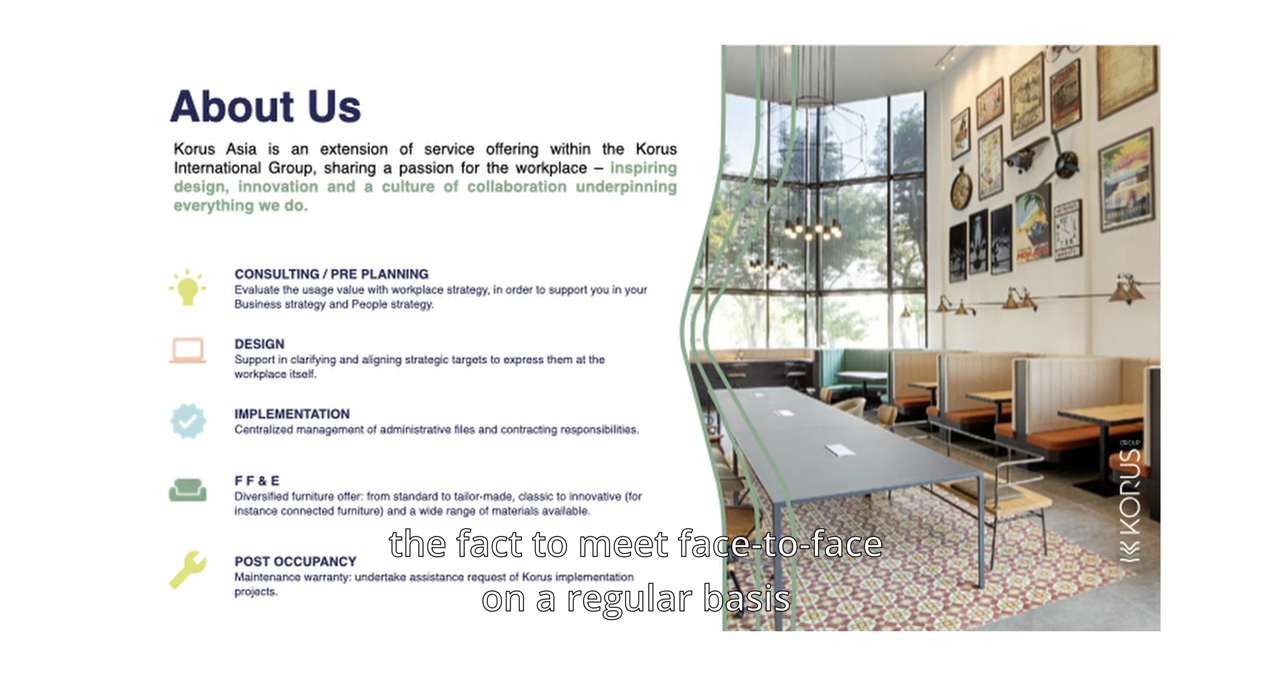 About Us
Korus Asia is an extension of service offering within the Korus
International Group, sharing a passion for the workplace – inspiring
design, innovation and a culture of collaboration underpinning
everything we do.
CONSULTING / PRE PLANNING
Evaluate the usage value with workplace strategy, in order to support you in your
Business strategy and People strategy.
DESIGN
Support in clarifying and aligning strategic targets to express them at the
workplace itself.
IMPLEMENTATION
Centralized management of administrative files and contracting responsibilities.
F F & E
Diversified furniture offer: from standard to tailor-made, classic to innovative (for
instance connected furniture) and a wide range of materials available.
POST OCCUPANCY
Maintenance warranty: undertake assistance request of Korus implementation
projects.
KORUS
GROUP
the fact to meet face-to-face
on a regular basis